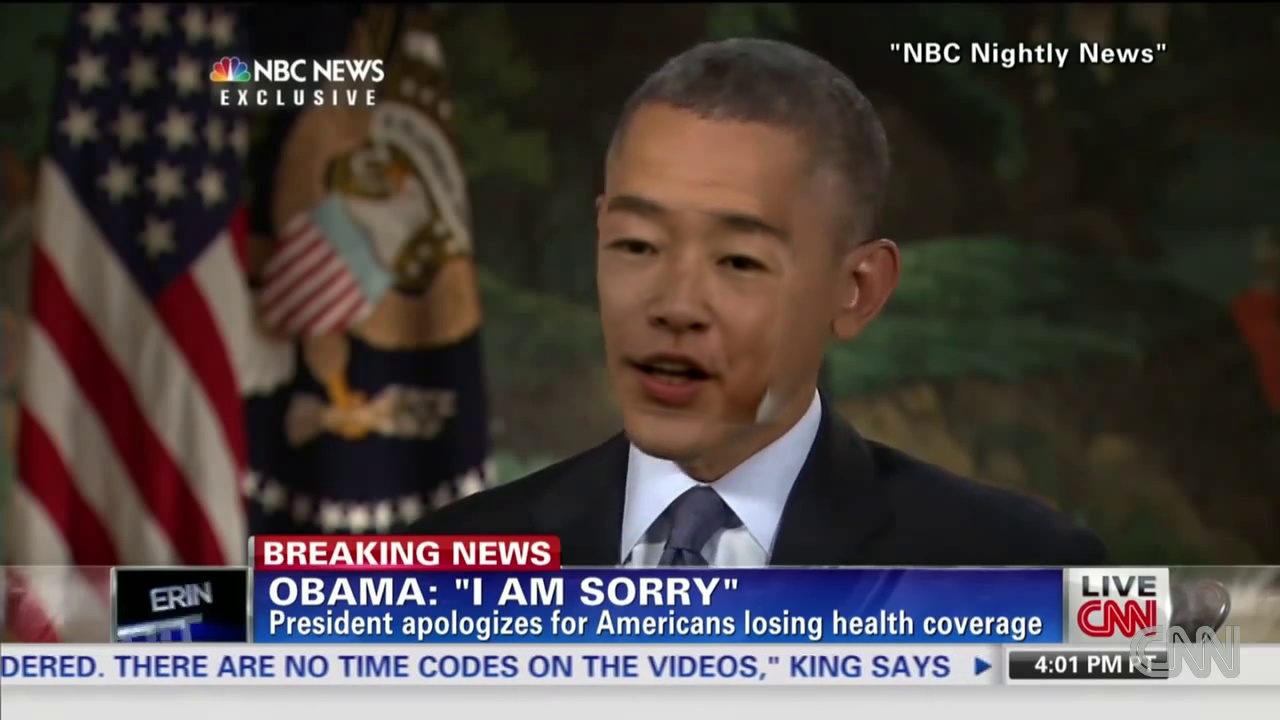 "NBC Nightly News"
NBC NEWS
EXCLUSIVE
BREAKING NEWS
OBAMA: "I AM SORRY"
President apologizes for Americans losing health coverage
ERIN
LIVE
CNN
DERED. THERE ARE NO TIME CODES ON THE VIDEOS," KING SAYS
4:01 PM PT
CNN